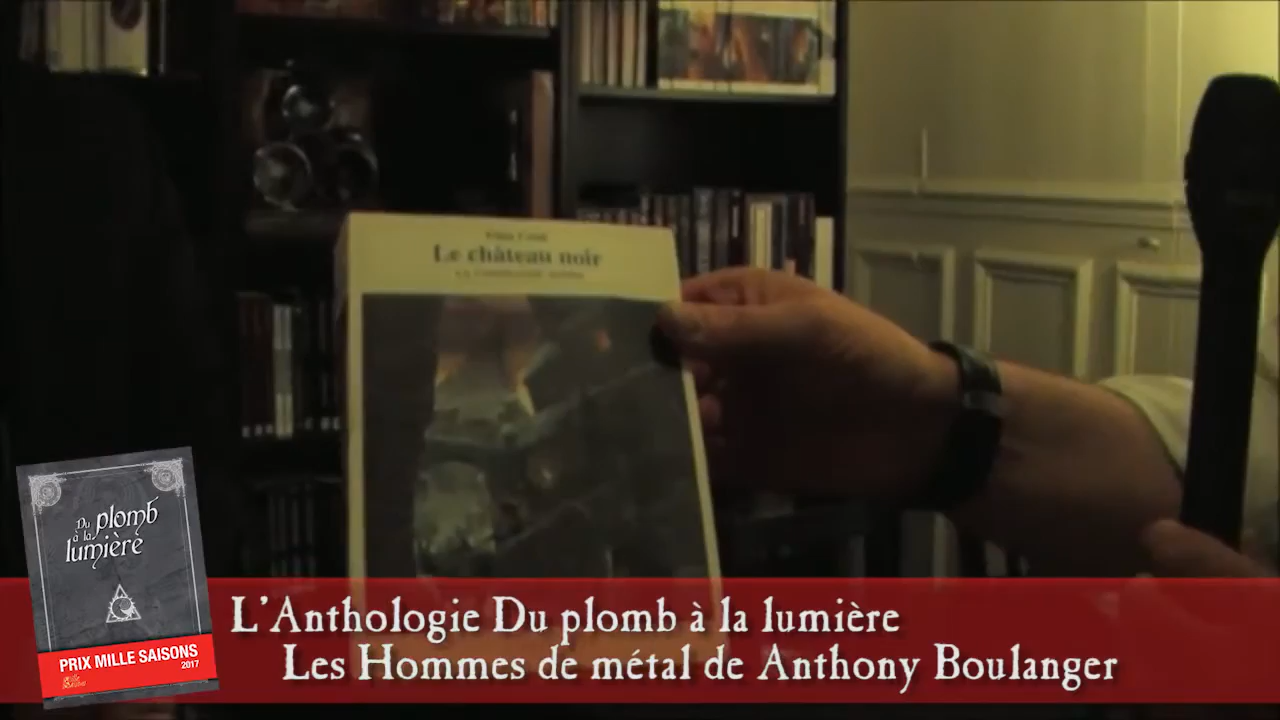 Le château noir
Du plomb
à la
lumière
PRIX MILLE SAISONS
2017
L'Anthologie Du plomb à la lumière
Les Hommes de métal de Anthony Boulanger